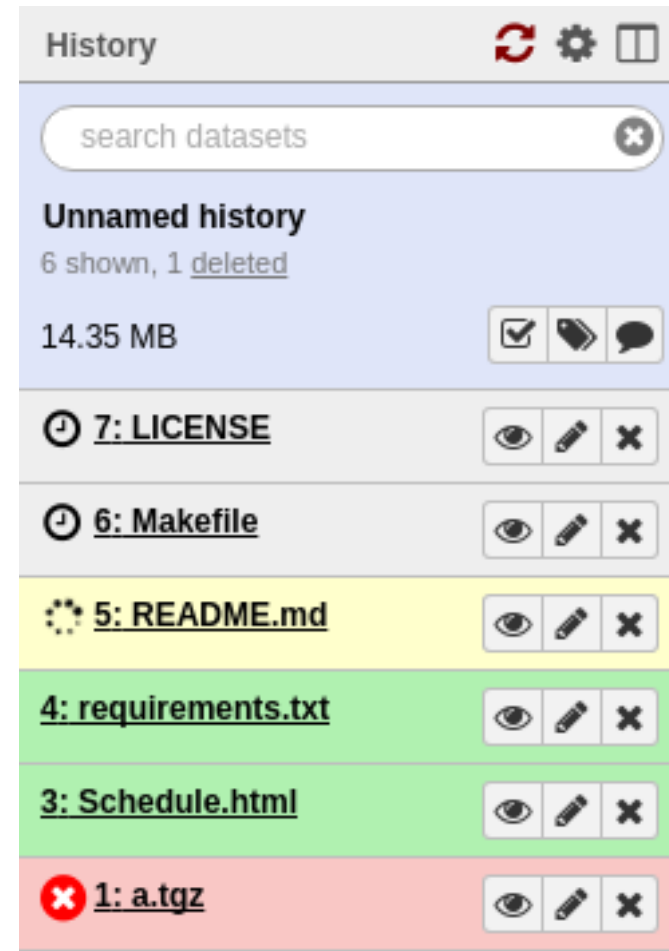 History
search datasets
Unnamed history
6 shown, 1 deleted
14.35 MB
7: LICENSE
6: Makefile
5: README.md
4: requirements.txt
3: Schedule.html
1: a.tgz